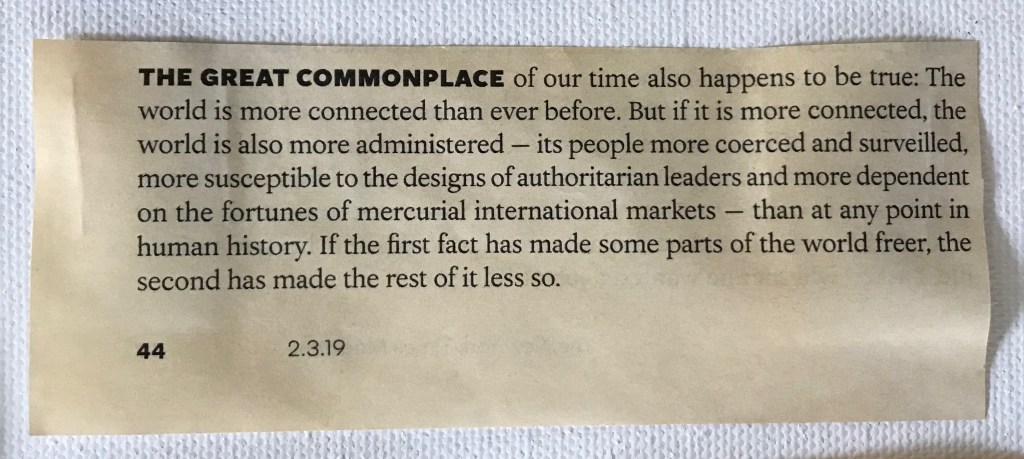 THE GREAT COMMONPLACE of our time also happens to be true: The
world is more connected than ever before. But if it is more connected, the
world is also more administered — its people more coerced and surveilled,
more susceptible to the designs of authoritarian leaders and more dependent
on the fortunes of mercurial international markets — than at any point in
human history. If the first fact has made some parts of the world freer, the
second has made the rest of it less so.
44 2.3.19